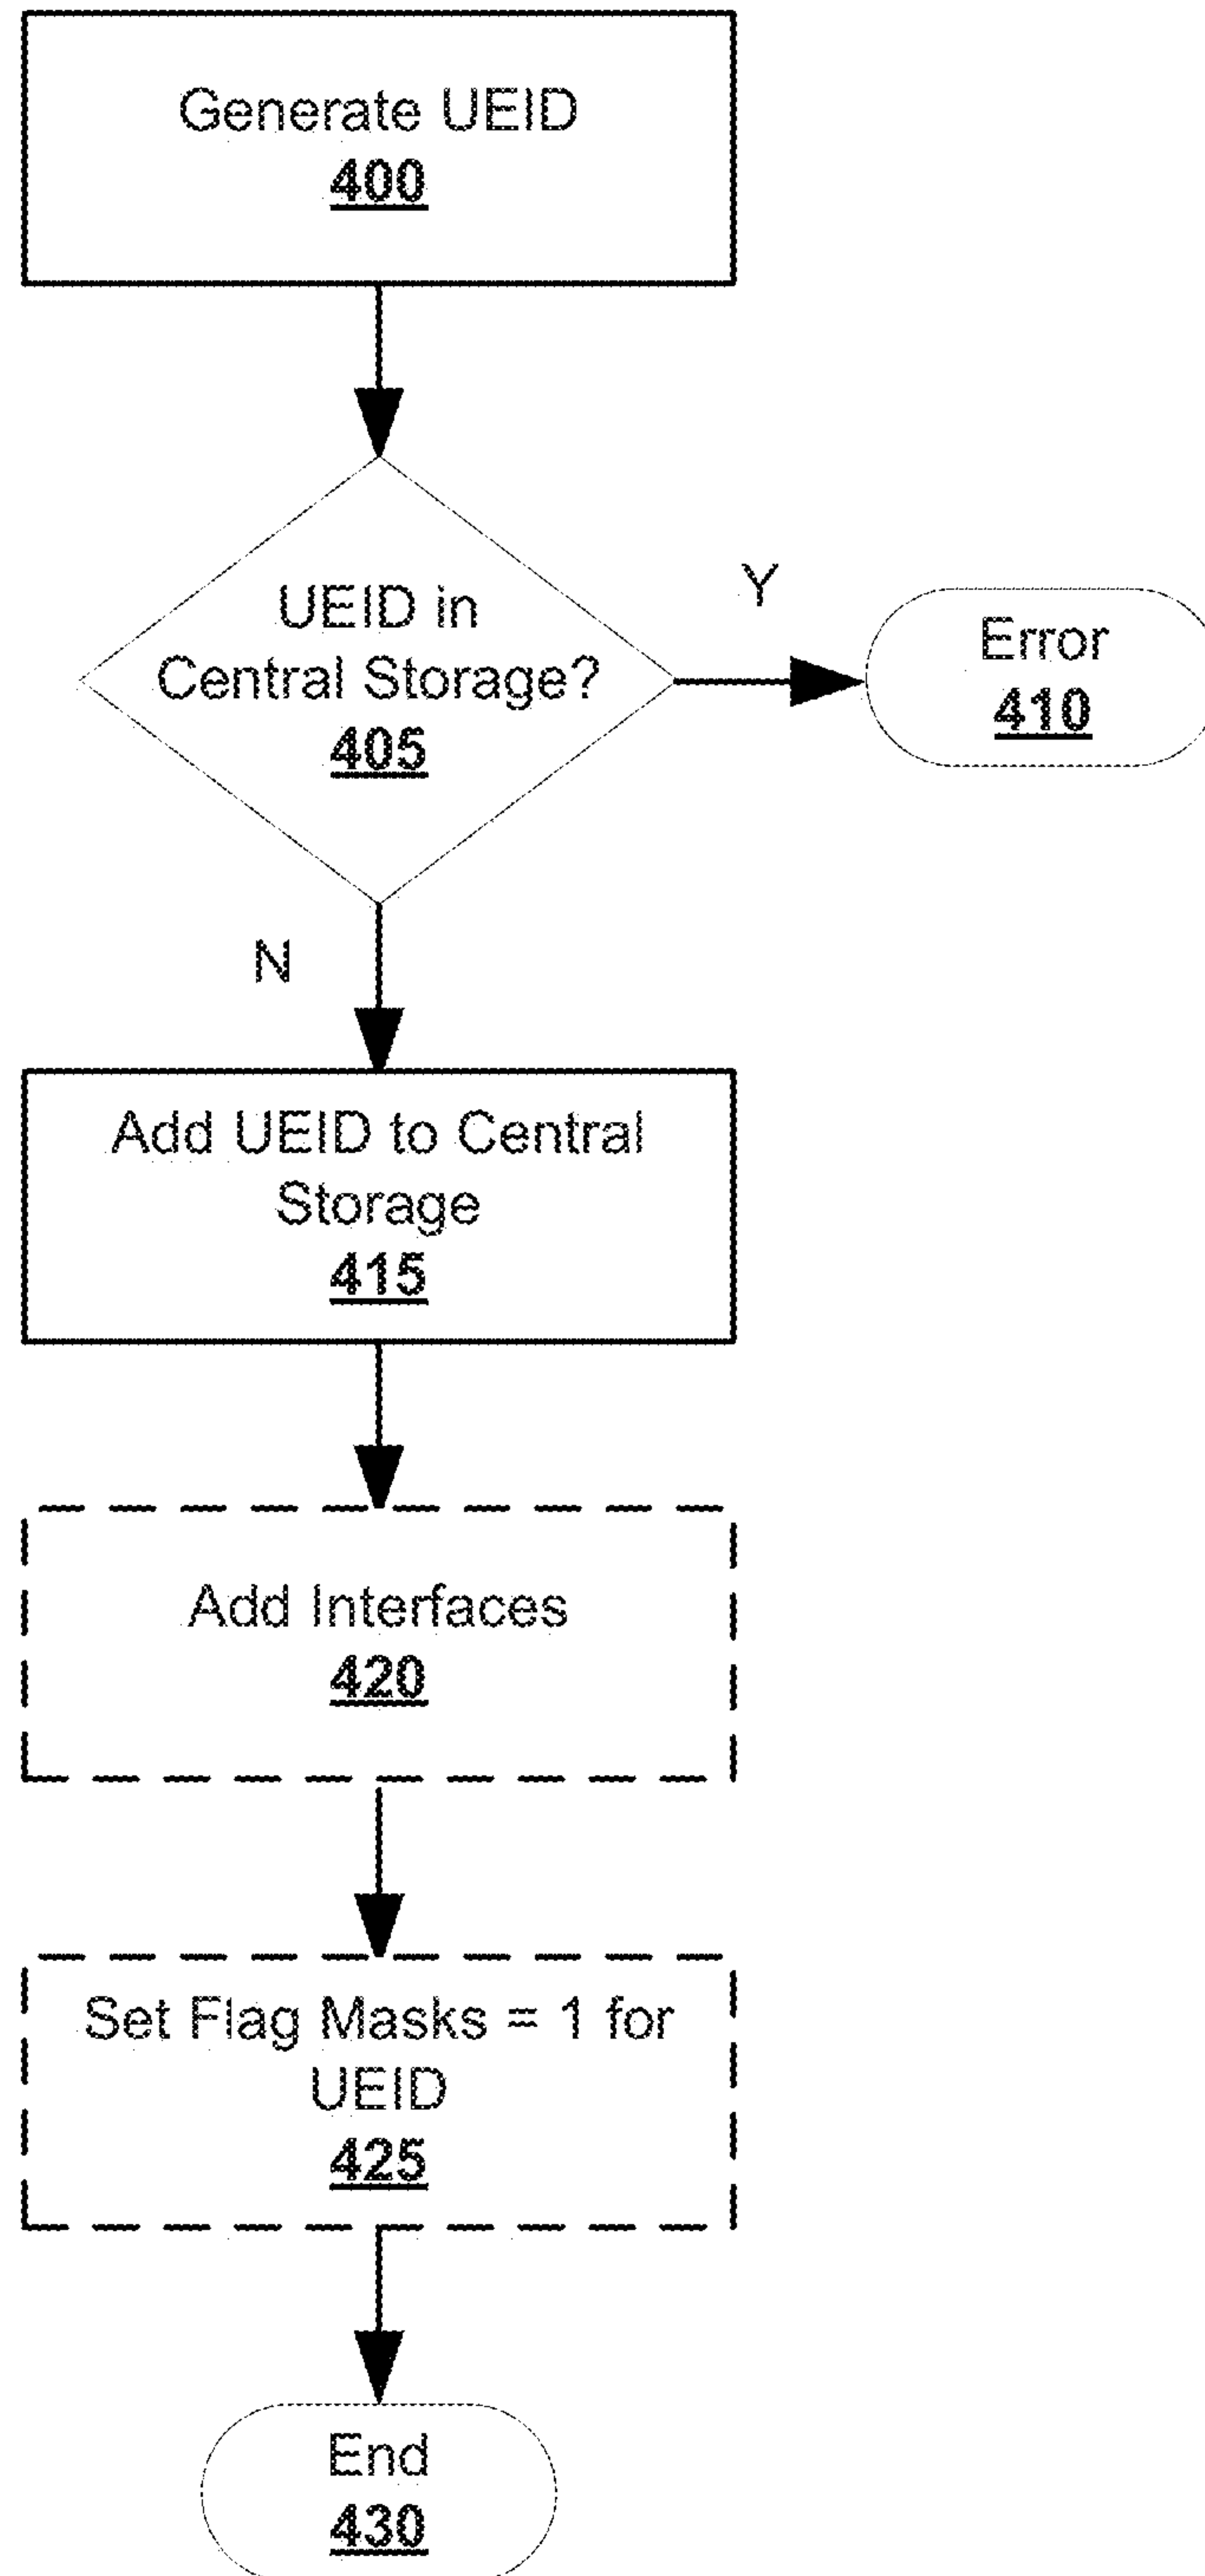 Generate UEID
400
UEID in
Central Storage?
405
Y
Error
410
N
Add UEID to Central
Storage
415
Add Interfaces
420
Set Flag Masks = 1 for
UEID
425
End
430